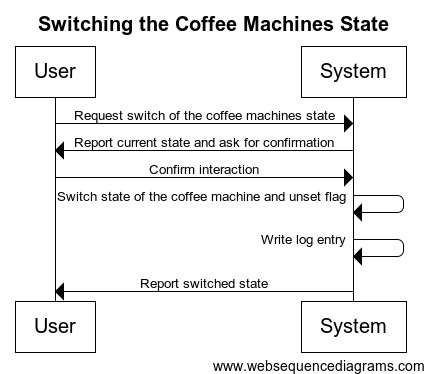 Switching the Coffee Machines State
User System
Request switch of the coffee machines state
Report current state and ask for confirmation
Confirm interaction
Switch state of the coffee machine and unset flag
Write log entry
Report switched state
User System
www.websequencediagrams.com